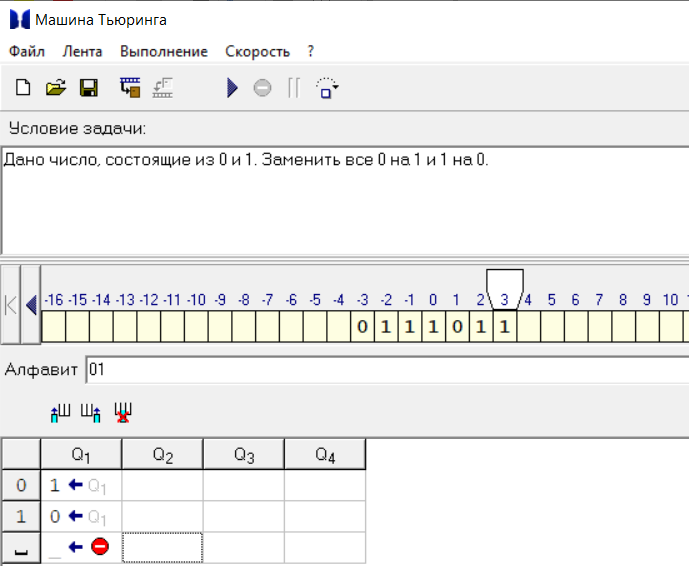 Машина Тьюринга
Файл Лента Выполнение Скорость ?
Условие задачи:
Дано число, состоящие из 0 и 1. Заменить все 0 на 1 и 1 на 0.
-16 -15 -14 -13 -12 -11 -10 -9 -8 -7 -6 -5 -4 -3 -2 -1 0 1 2 3 4 5 6 7 8 9 10
0 1 1 1 0 1 1
Алфавит 01
Q1 Q2 Q3 Q4
0 1 ← Q1
1 0 ← Q1
_ ←